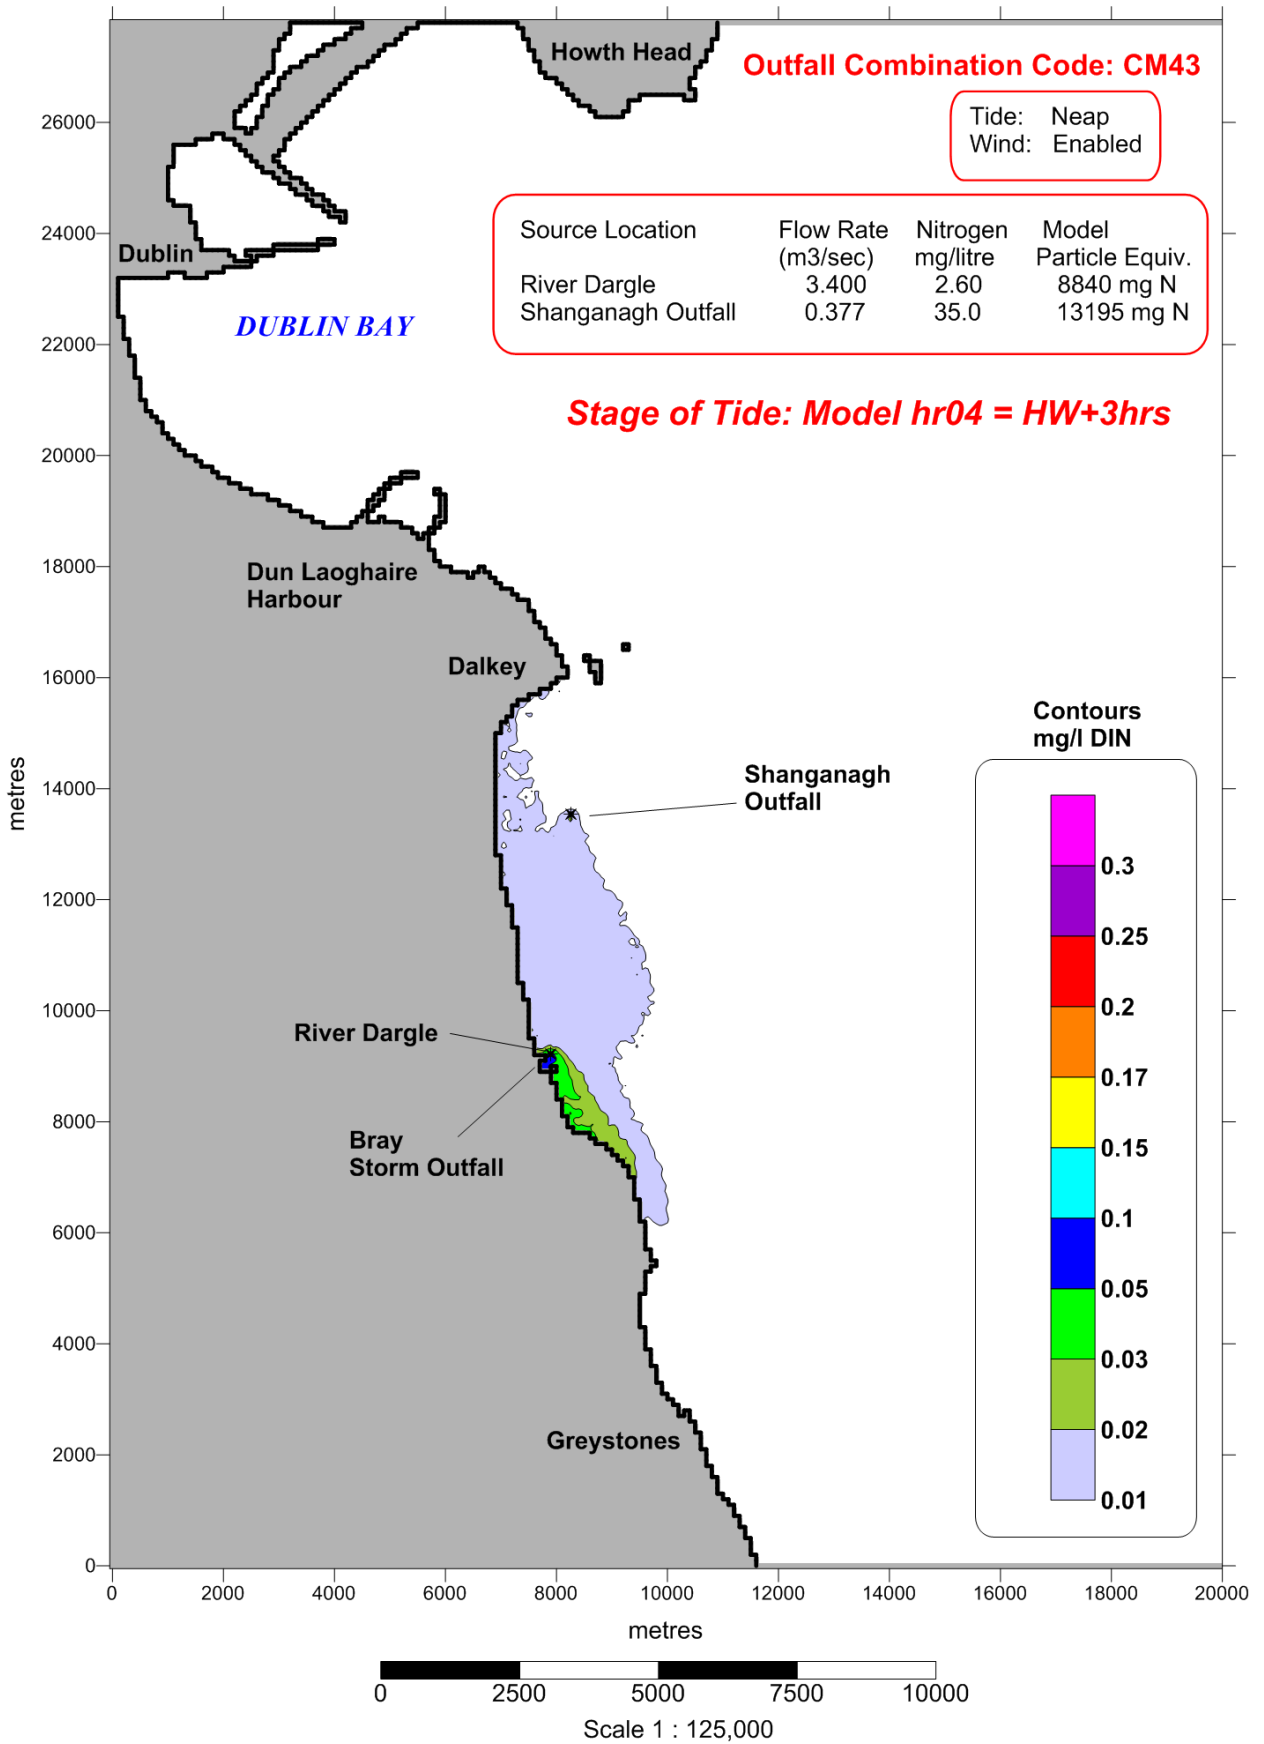 Howth Head
Outfall Combination Code: CM43
Tide: Neap
Wind: Enabled
Source Location Flow Rate Nitrogen Model
(m3/sec) mg/litre Particle Equiv.
River Dargle 3.400 2.60 8840 mg N
Shanganagh Outfall 0.377 35.0 13195 mg N
Stage of Tide: Model hr04 = HW+3hrs
Dublin
DUBLIN BAY
Dun Laoghaire
Harbour
Dalkey
Shanganagh
Outfall
River Dargle
Bray
Storm Outfall
Greystones
Contours
mg/l DIN
0.3
0.25
0.2
0.17
0.15
0.1
0.05
0.03
0.02
0.01
metres
26000
24000
22000
20000
18000
16000
14000
12000
10000
8000
6000
4000
2000
0
0 2000 4000 6000 8000 10000 12000 14000 16000 18000 20000
metres
0 2500 5000 7500 10000
Scale 1 : 125,000